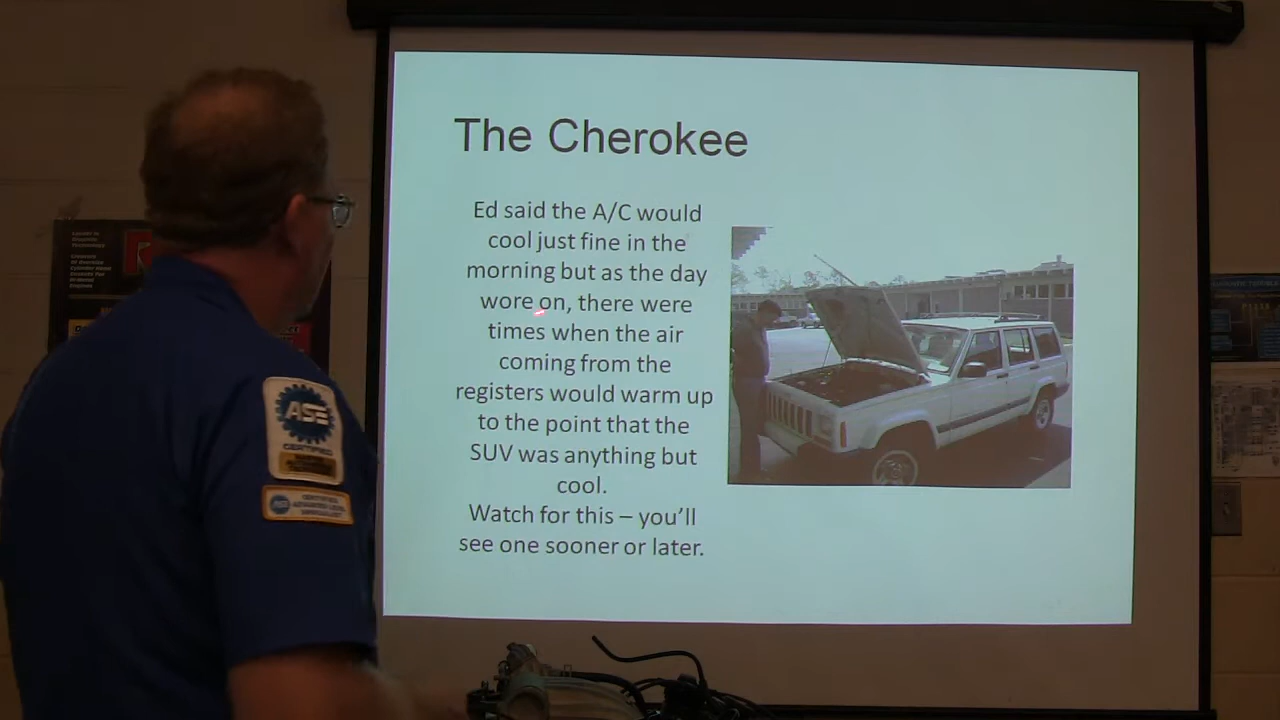 The Cherokee
Ed said the A/C would
cool just fine in the
morning but as the day
wore on, there were
times when the air
coming from the
registers would warm up
to the point that the
SUV was anything but
cool.
Watch for this – you'll
see one sooner or later.
ASE
CERTIFIED